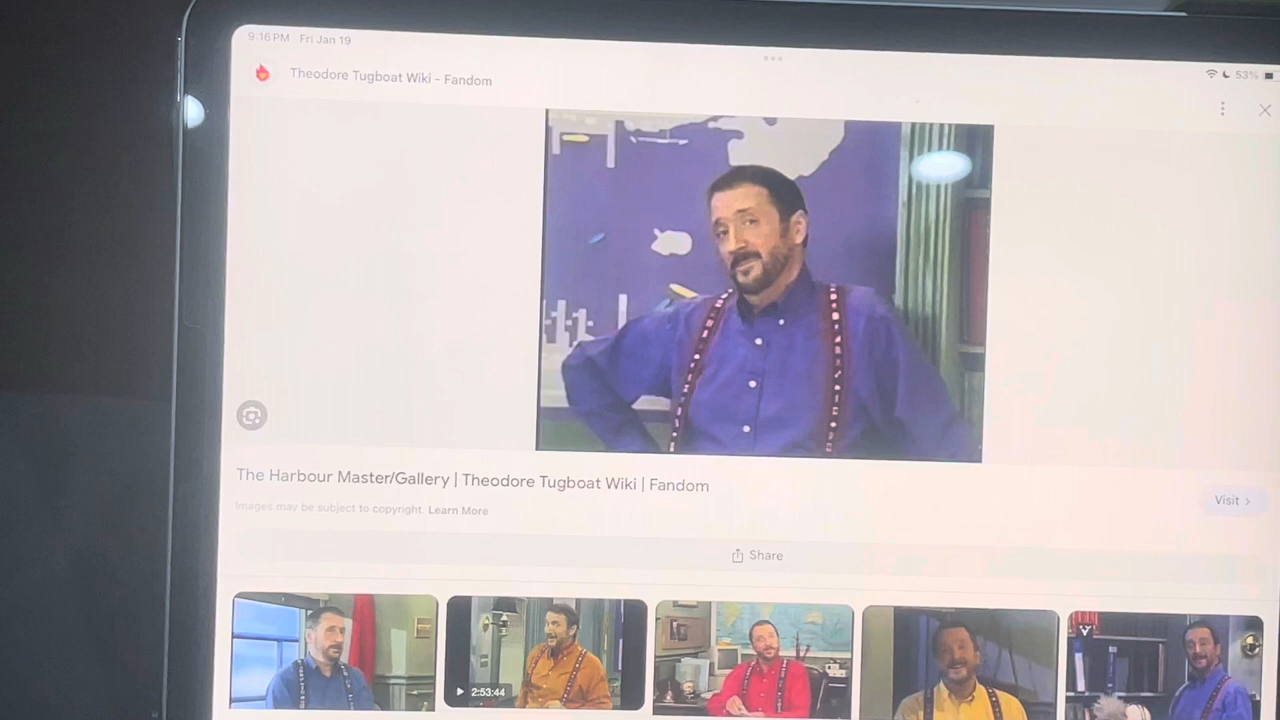 9:16 PM Fri Jan 19
53%
Theodore Tugboat Wiki - Fandom
The Harbour Master/Gallery | Theodore Tugboat Wiki | Fandom
Visit >
Images may be subject to copyright. Learn More
Share
2:53:44